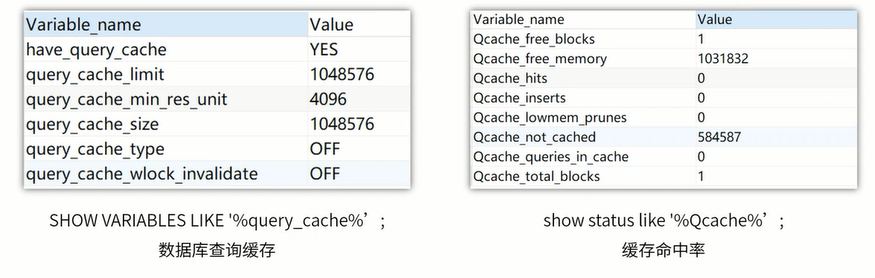 Variable_name Value
have_query_cache YES
query_cache_limit 1048576
query_cache_min_res_unit 4096
query_cache_size 1048576
query_cache_type OFF
query_cache_wlock_invalidate OFF
SHOW VARIABLES LIKE '%query_cache%’；
数据库查询缓存
Variable_name Value
Qcache_free_blocks 1
Qcache_free_memory 1031832
Qcache_hits 0
Qcache_inserts 0
Qcache_lowmem_prunes 0
Qcache_not_cached 584587
Qcache_queries_in_cache 0
Qcache_total_blocks 1
show status like '%Qcache%’；
缓存命中率